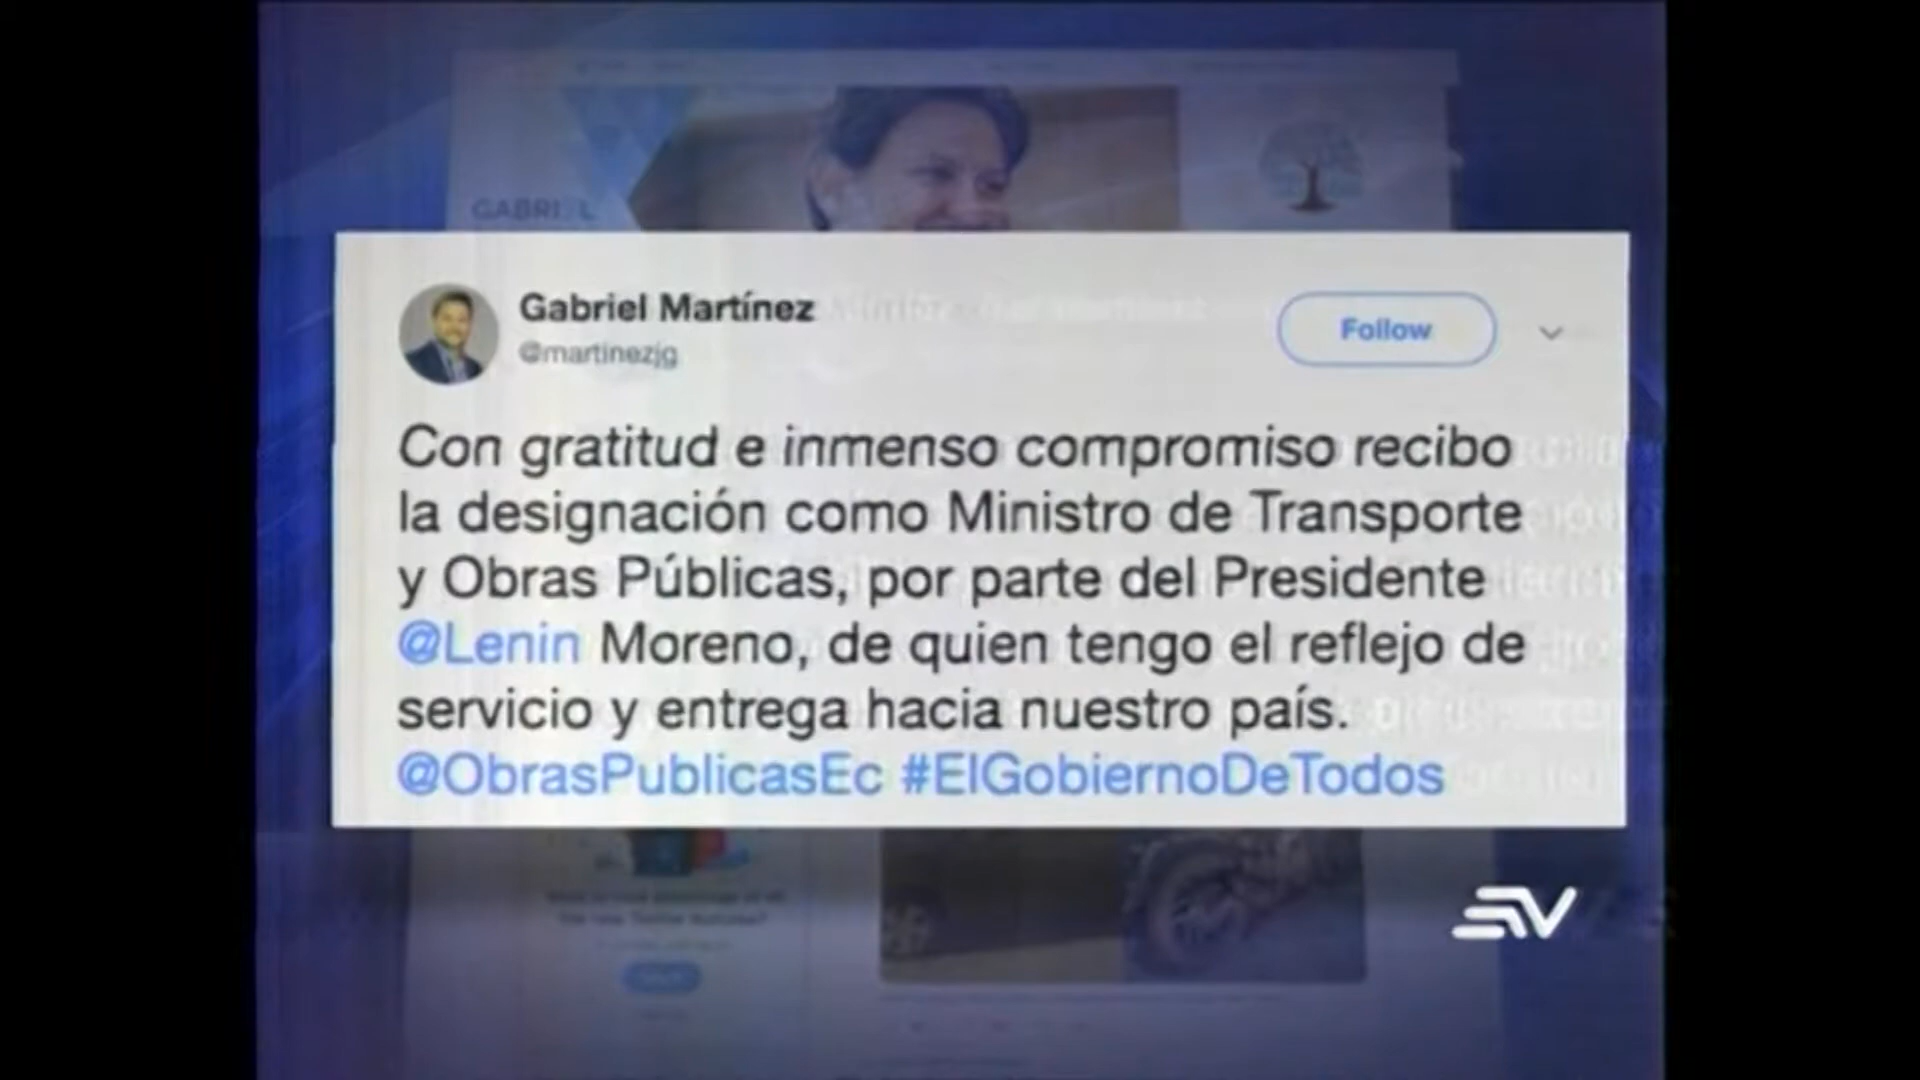 GABRI
Gabriel Martínez
@martinezjg
Follow
Con gratitud e inmenso compromiso recibo
la designación como Ministro de Transporte
y Obras Públicas, por parte del Presidente
@Lenin Moreno, de quien tengo el reflejo de
servicio y entrega hacia nuestro país.
@ObrasPublicasEc #ElGobiernoDeTodos